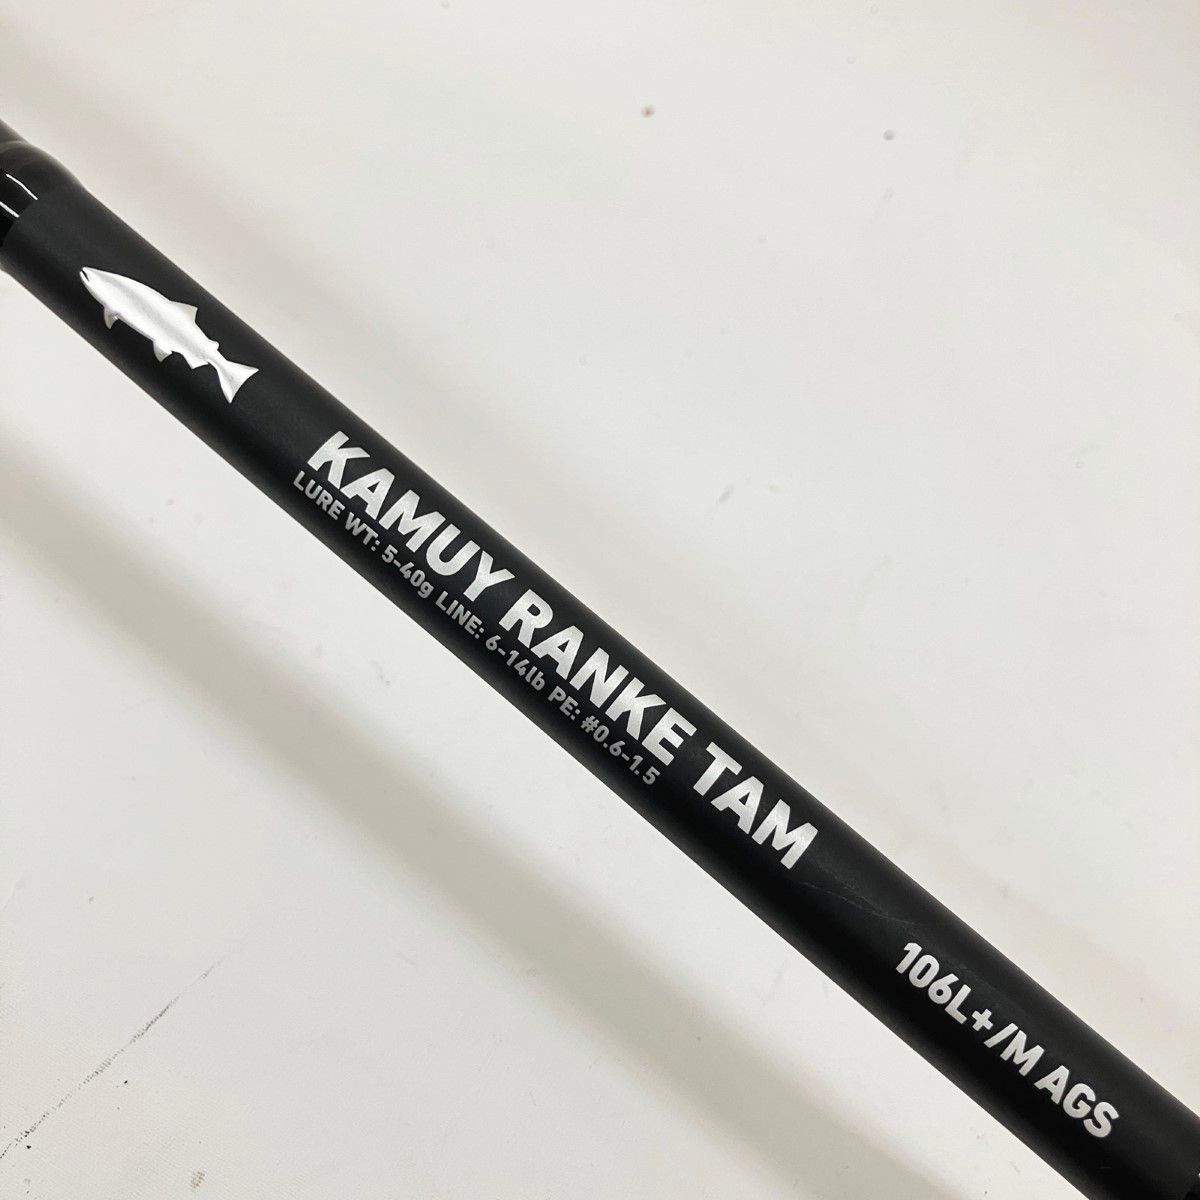 KAMUY RANKE TAM
LURE WT: 5-40g LINE: 6-14lb PE: #0.6-1.5
106L+/M AGS